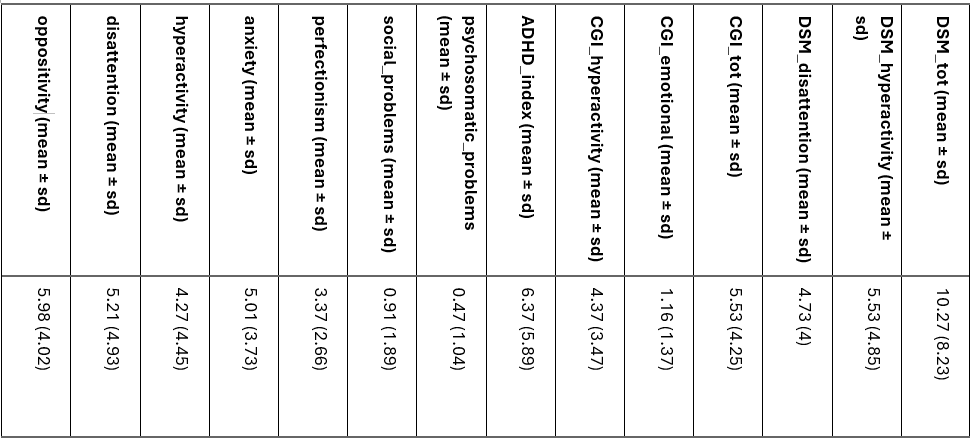 DSM_tot (mean ± sd)
10.27 (8.23)
DSM_hyperactivity (mean ±
sd)
5.53 (4.85)
DSM_disattention (mean ± sd)
4.73 (4)
CGI_tot (mean ± sd)
5.53 (4.25)
CGI_emotional (mean ± sd)
1.16 (1.37)
CGI_hyperactivity (mean ± sd)
4.37 (3.47)
ADHD_index (mean ± sd)
6.37 (5.89)
psychosomatic_problems
(mean ± sd)
0.47 (1.04)
social_problems (mean ± sd)
0.91 (1.89)
perfectionism (mean ± sd)
3.37 (2.66)
anxiety (mean ± sd)
5.01 (3.73)
hyperactivity (mean ± sd)
4.27 (4.45)
disattention (mean ± sd)
5.21 (4.93)
oppositivity (mean ± sd)
5.98 (4.02)